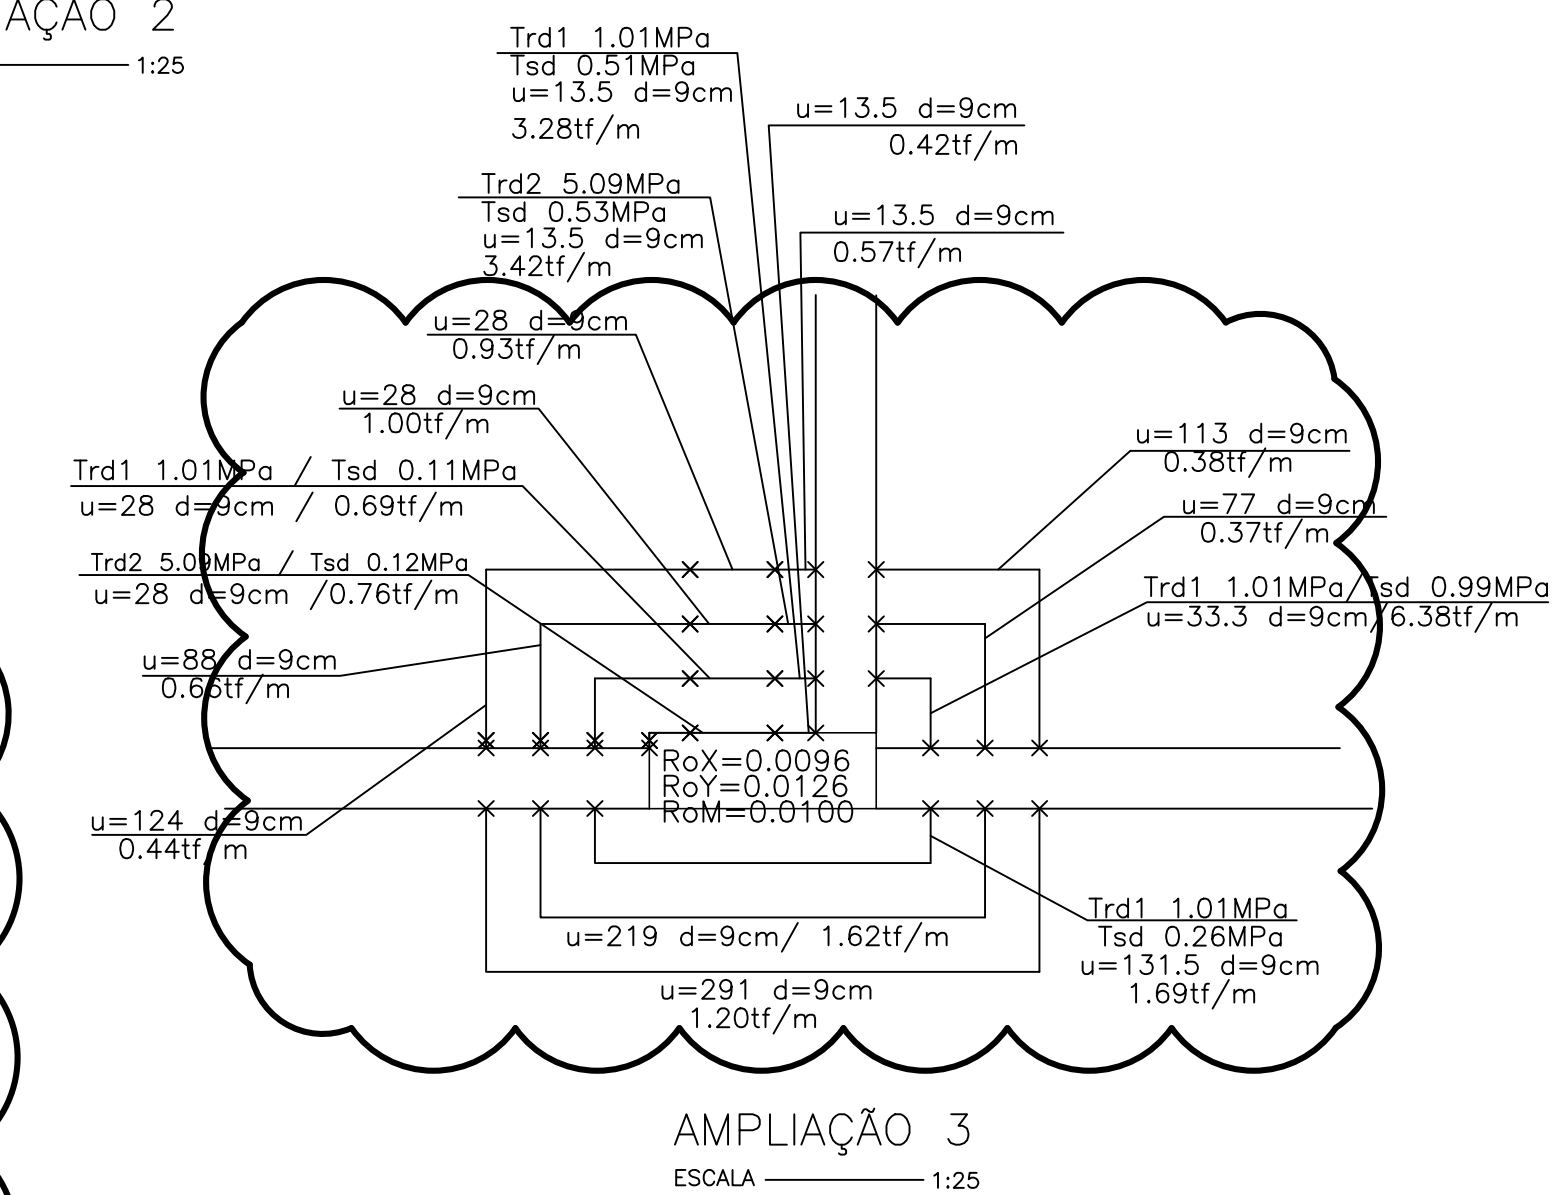 AÇÃO 2
1:25
Trd1 1.01MPa
Tsd 0.51MPa
u=13.5 d=9cm
3.28tf/m
u=13.5 d=9cm
0.42tf/m
Trd2 5.09MPa
Tsd 0.53MPa
u=13.5 d=9cm
3.42tf/m
u=13.5 d=9cm
0.57tf/m
u=28 d=9cm
0.93tf/m
u=28 d=9cm
1.00tf/m
Trd1 1.01MPa / Tsd 0.11MPa
u=28 d=9cm / 0.69tf/m
Trd2 5.09MPa / Tsd 0.12MPa
u=28 d=9cm /0.76tf/m
u=113 d=9cm
0.38tf/m
u=77 d=9cm
0.37tf/m
Trd1 1.01MPa/Tsd 0.99MPa
u=33.3 d=9cm/6.38tf/m
u=88 d=9cm
0.66tf/m
RoX=0.0096
RoY=0.0126
RoM=0.0100
u=124 d=9cm
0.44tf/m
Trd1 1.01MPa
Tsd 0.26MPa
u=131.5 d=9cm
1.69tf/m
u=219 d=9cm/ 1.62tf/m
u=291 d=9cm
1.20tf/m
AMPLIAÇÃO 3
ESCALA 1:25